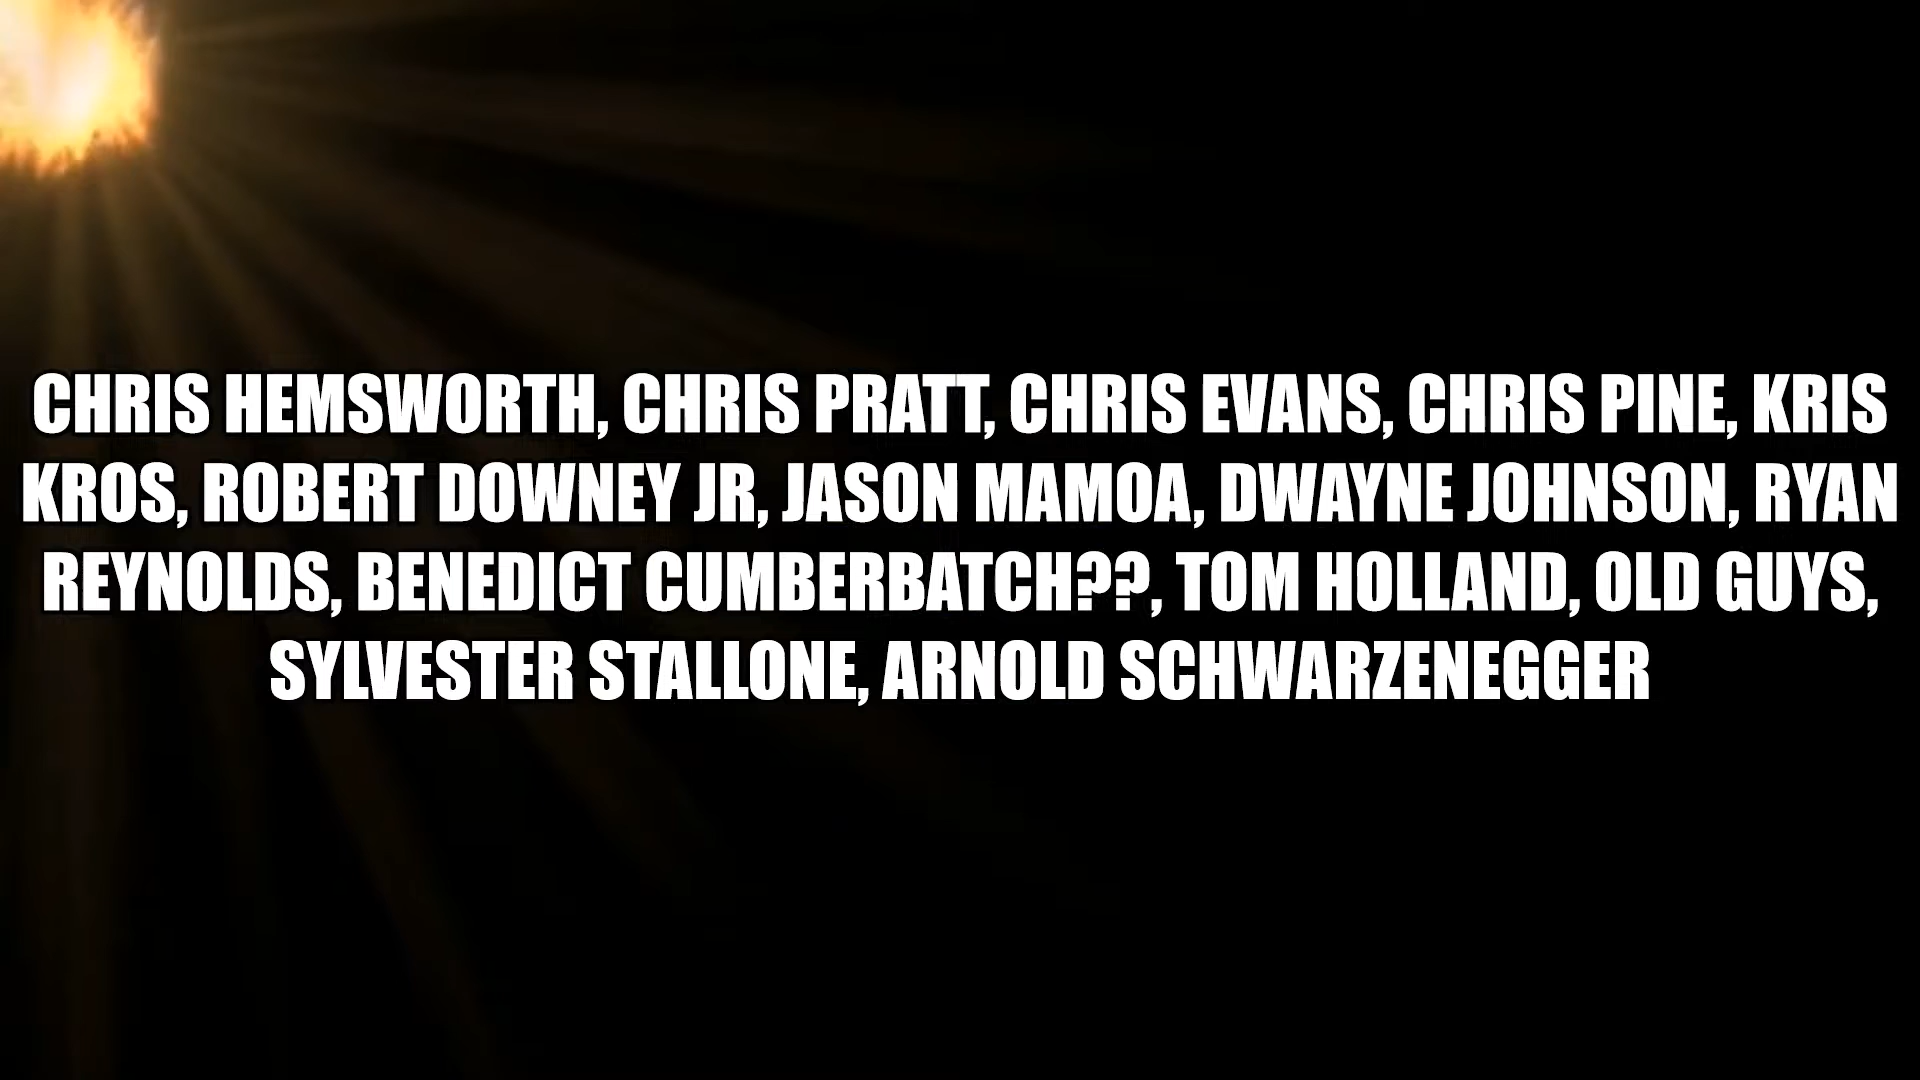 CHRIS HEMSWORTH, CHRIS PRATT, CHRIS EVANS, CHRIS PINE, KRIS
KROS, ROBERT DOWNEY JR, JASON MAMOA, DWAYNE JOHNSON, RYAN
REYNOLDS, BENEDICT CUMBERBATCH??, TOM HOLLAND, OLD GUYS,
SYLVESTER STALLONE, ARNOLD SCHWARZENEGGER